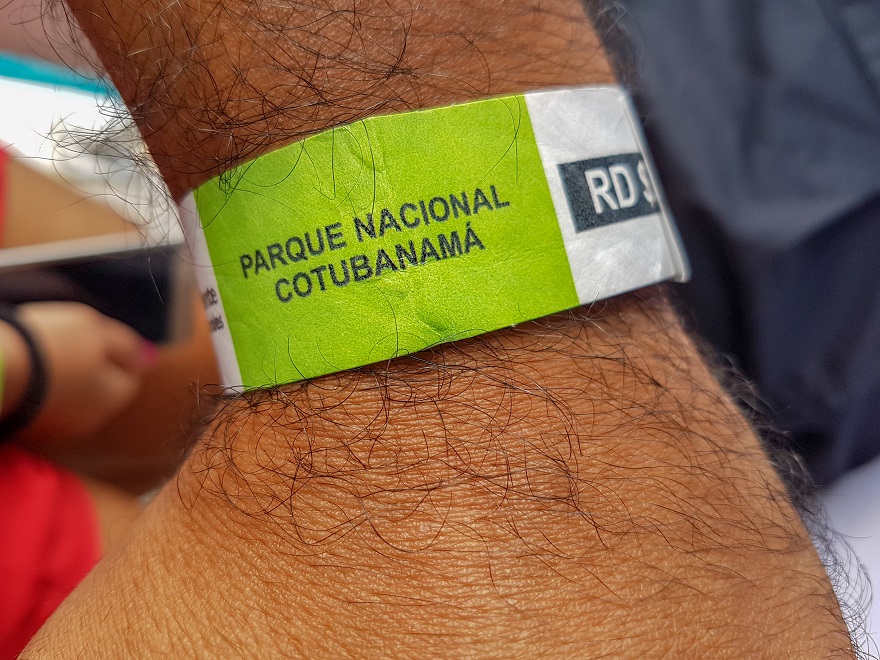 PARQUE NACIONAL
COTUBANAMÁ
RD $